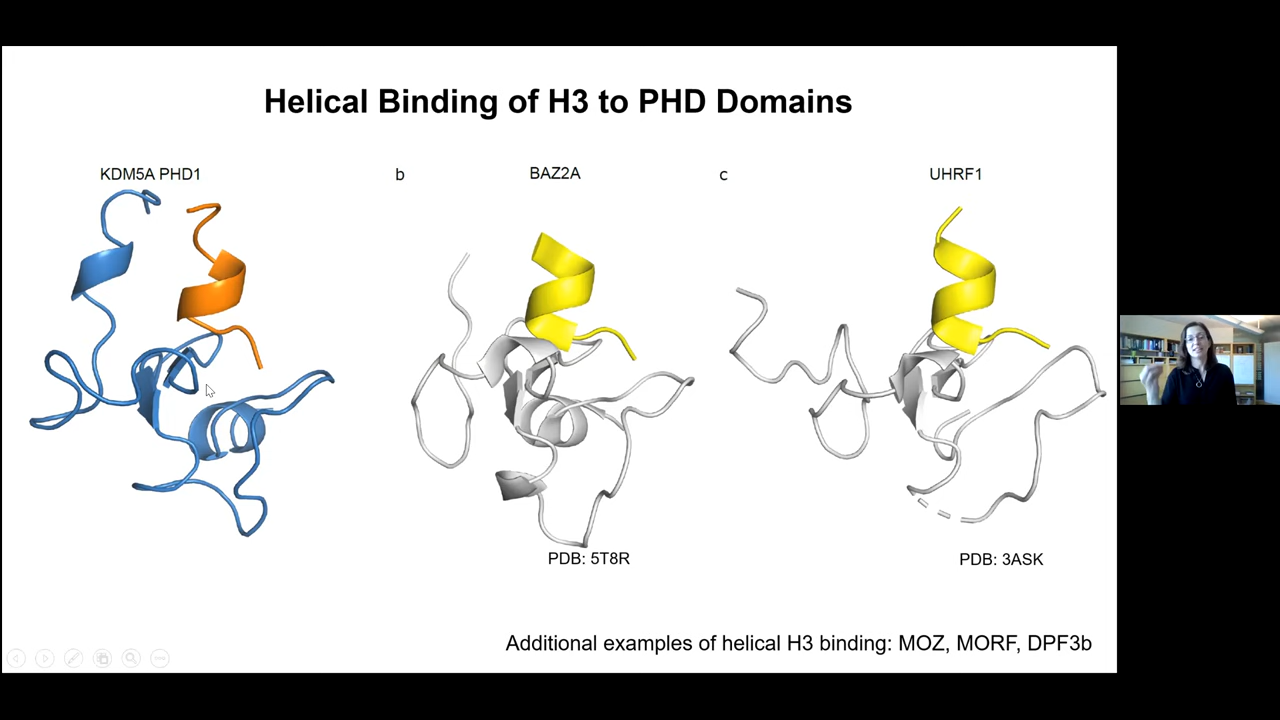 Helical Binding of H3 to PHD Domains
KDM5A PHD1
b
BAZ2A
c
UHRF1
PDB: 5T8R
PDB: 3ASK
Additional examples of helical H3 binding: MOZ, MORF, DPF3b